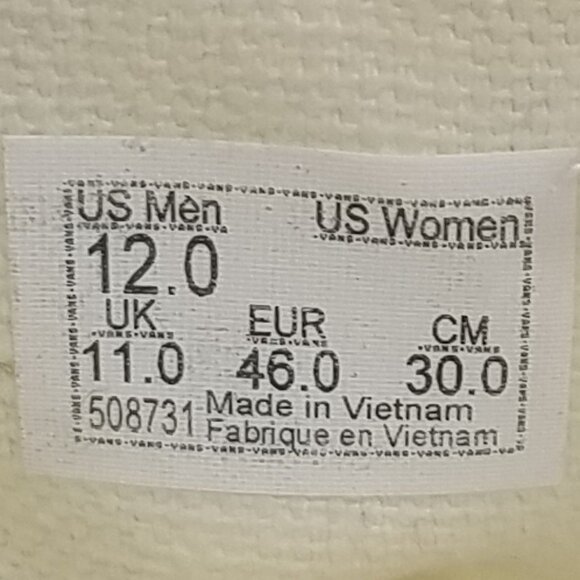 US Men US Women
12.0
UK EUR CM
11.0 46.0 30.0
508731 Made in Vietnam
Fabrique en Vietnam